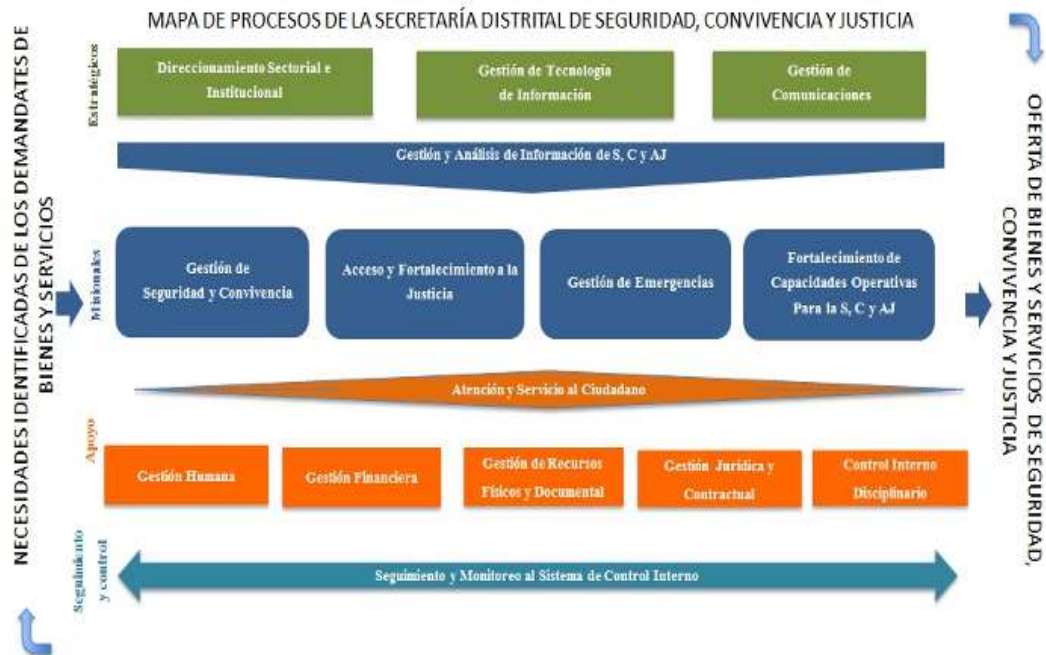 MAPA DE PROCESOS DE LA SECRETARÍA DISTRITAL DE SEGURIDAD, CONVIVENCIA Y JUSTICIA
NECESIDADES IDENTIFICADAS DE LOS DEMANDATES DE
BIENES Y SERVICIOS
Estratégicos
Direccionamiento Sectorial e
Institucional
Gestión de Tecnología
de Información
Gestión de
Comunicaciones
Gestión y Análisis de Información de S, C y AJ
Misionales
Gestión de
Seguridad y Convivencia
Acceso y Fortalecimiento a la
Justicia
Gestión de Emergencias
Fortalecimiento de
Capacidades Operativas
Para la S, C y AJ
Atención y Servicio al Ciudadano
Apoyo
Gestión Humana
Gestión Financiera
Gestión de Recursos
Físicos y Documental
Gestión Jurídica y
Contractual
Control Interno
Disciplinario
Seguimiento
y control
Seguimiento y Monitoreo al Sistema de Control Interno
OFERTA DE BIENES Y SERVICIOS DE SEGURIDAD,
CONVIVENCIA Y JUSTICIA